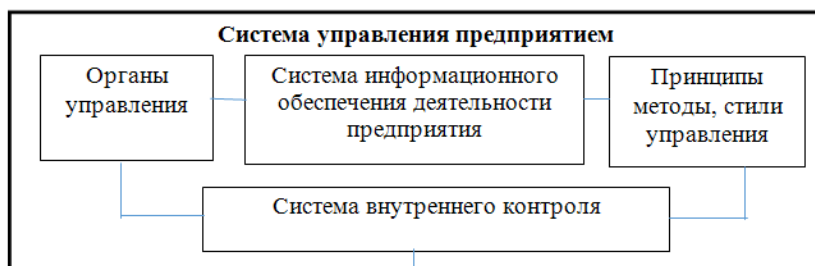 Система управления предприятием
Органы
управления
Система информационного
обеспечения деятельности
предприятия
Принципы
методы, стили
управления
Система внутреннего контроля